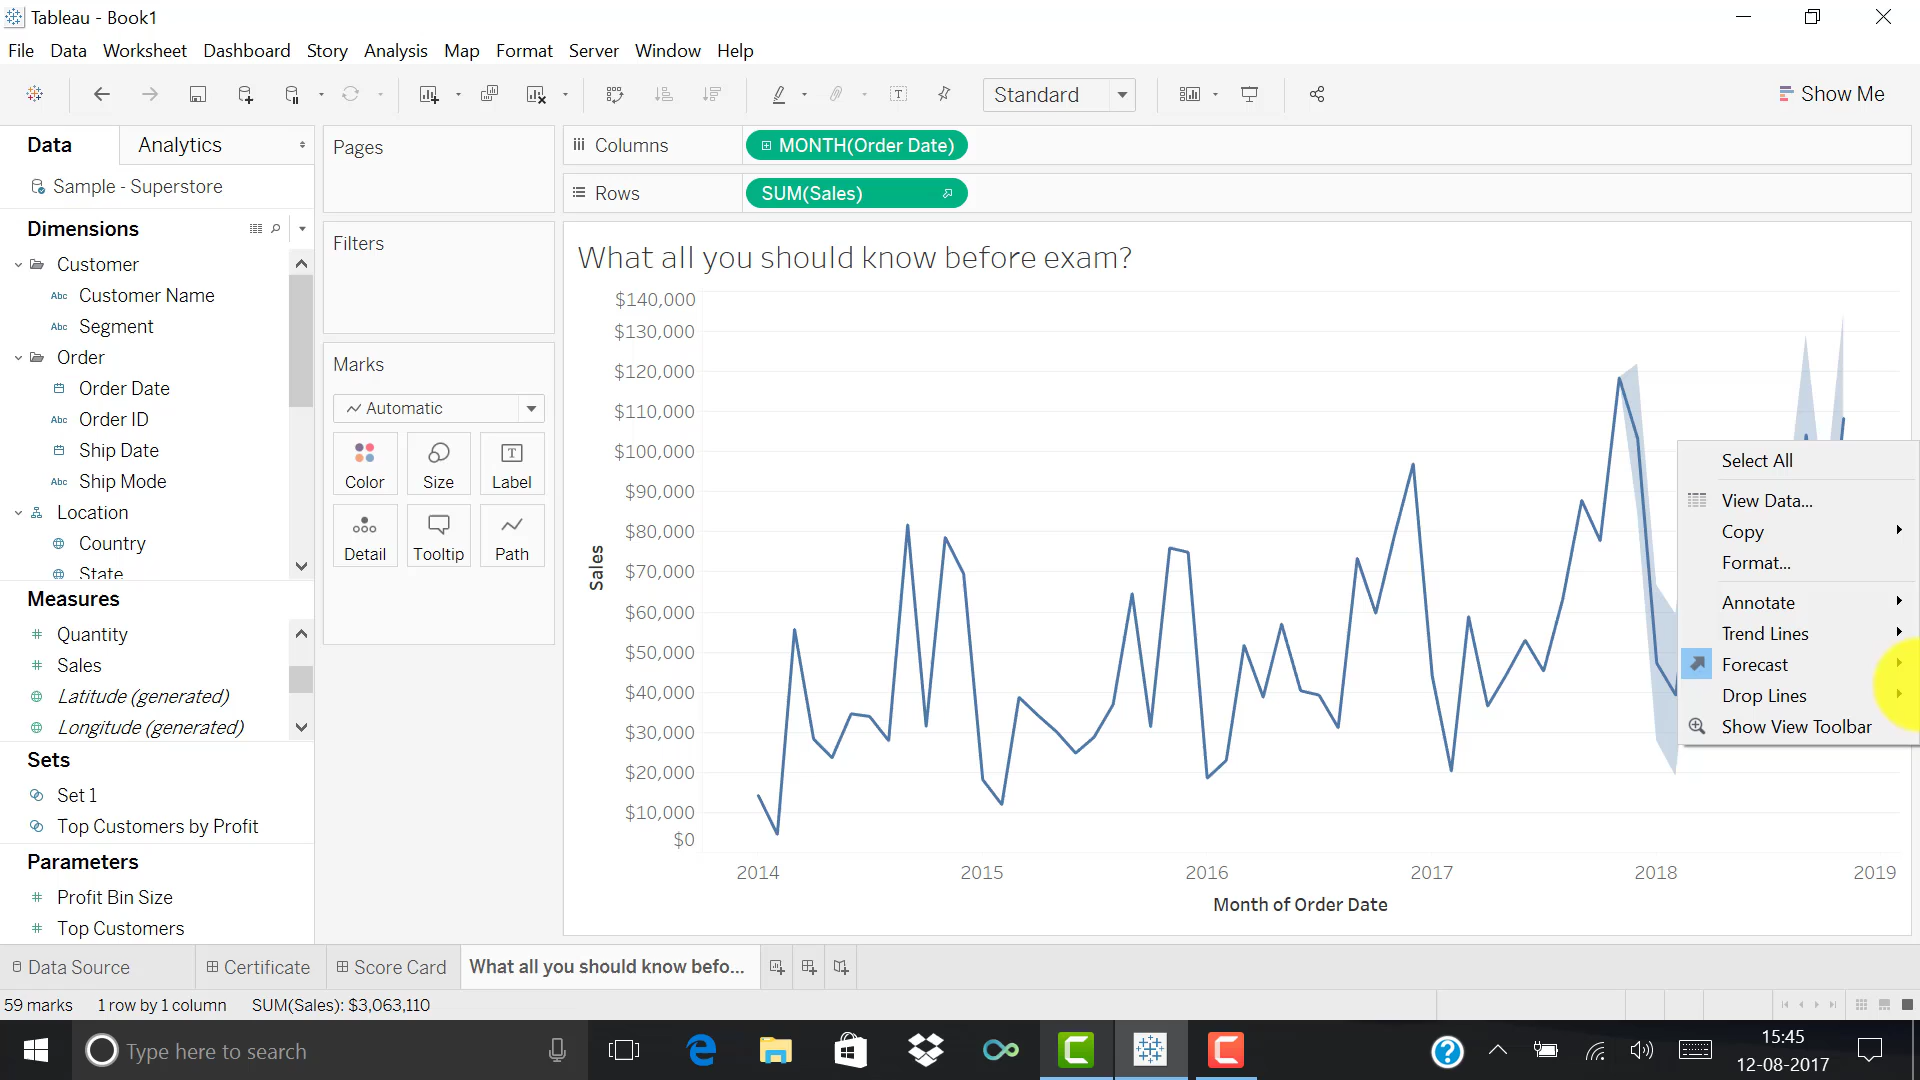 Tableau - Book1
File Data Worksheet Dashboard Story Analysis Map Format Server Window Help
Standard
Show Me
Data
Analytics
Sample - Superstore
Dimensions
Customer
Abc Customer Name
Abc Segment
Order
Order Date
Abc Order ID
Ship Date
Abc Ship Mode
Location
Country
State
Measures
Quantity
Sales
Latitude (generated)
Longitude (generated)
Sets
Set 1
Top Customers by Profit
Parameters
Profit Bin Size
Top Customers
Pages
Filters
Marks
Automatic
Color Size Label
Detail Tooltip Path
Columns MONTH(Order Date)
Rows SUM(Sales)
What all you should know before exam?
$140,000
$130,000
$120,000
$110,000
$100,000
$90,000
$80,000
$70,000
$60,000
$50,000
$40,000
$30,000
$20,000
$10,000
$0
Sales
2014 2015 2016 2017 2018 2019
Month of Order Date
Select All
View Data...
Copy
Format...
Annotate
Trend Lines
Forecast
Drop Lines
Show View Toolbar
Data Source Certificate Score Card What all you should know befo...
59 marks 1 row by 1 column SUM(Sales): $3,063,110
Type here to search
15:45
12-08-2017